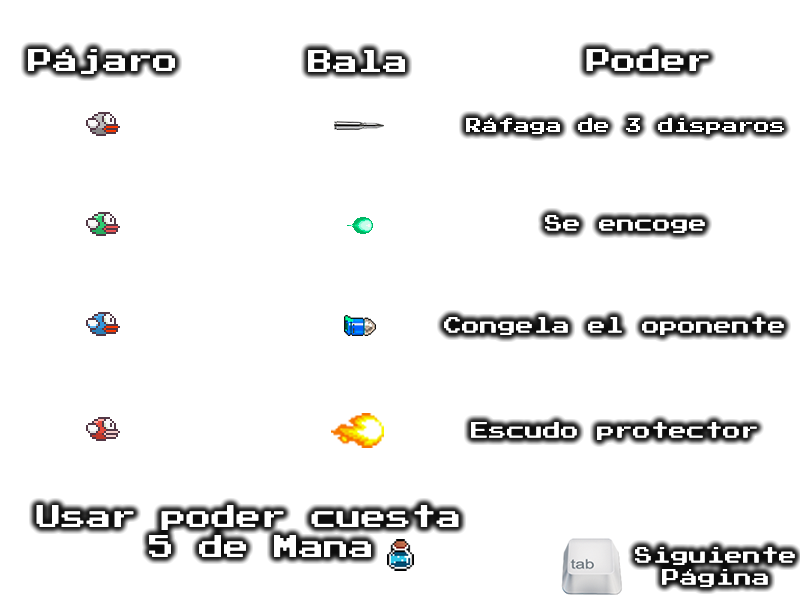 Pájaro Bala Poder
Ráfaga de 3 disparos
Se encoge
Congela el oponente
Escudo protector
Usar poder cuesta
5 de Mana
tab
Siguiente
Página